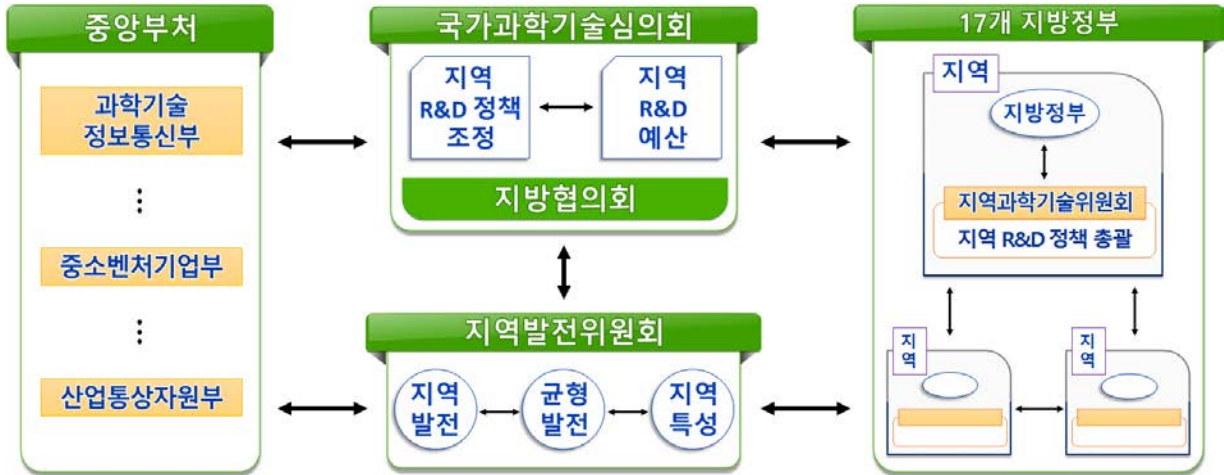 중앙부처
과학기술
정보통신부
⋮
중소벤처기업부
⋮
산업통상자원부
국가과학기술심의회
지역
R&D 정책
조정
지역
R&D
예산
지방협의회
지역발전위원회
지역
발전
균형
발전
지역
특성
17개 지방정부
지역
지방정부
지역과학기술위원회
지역 R&D 정책 총괄
지
역
지
역